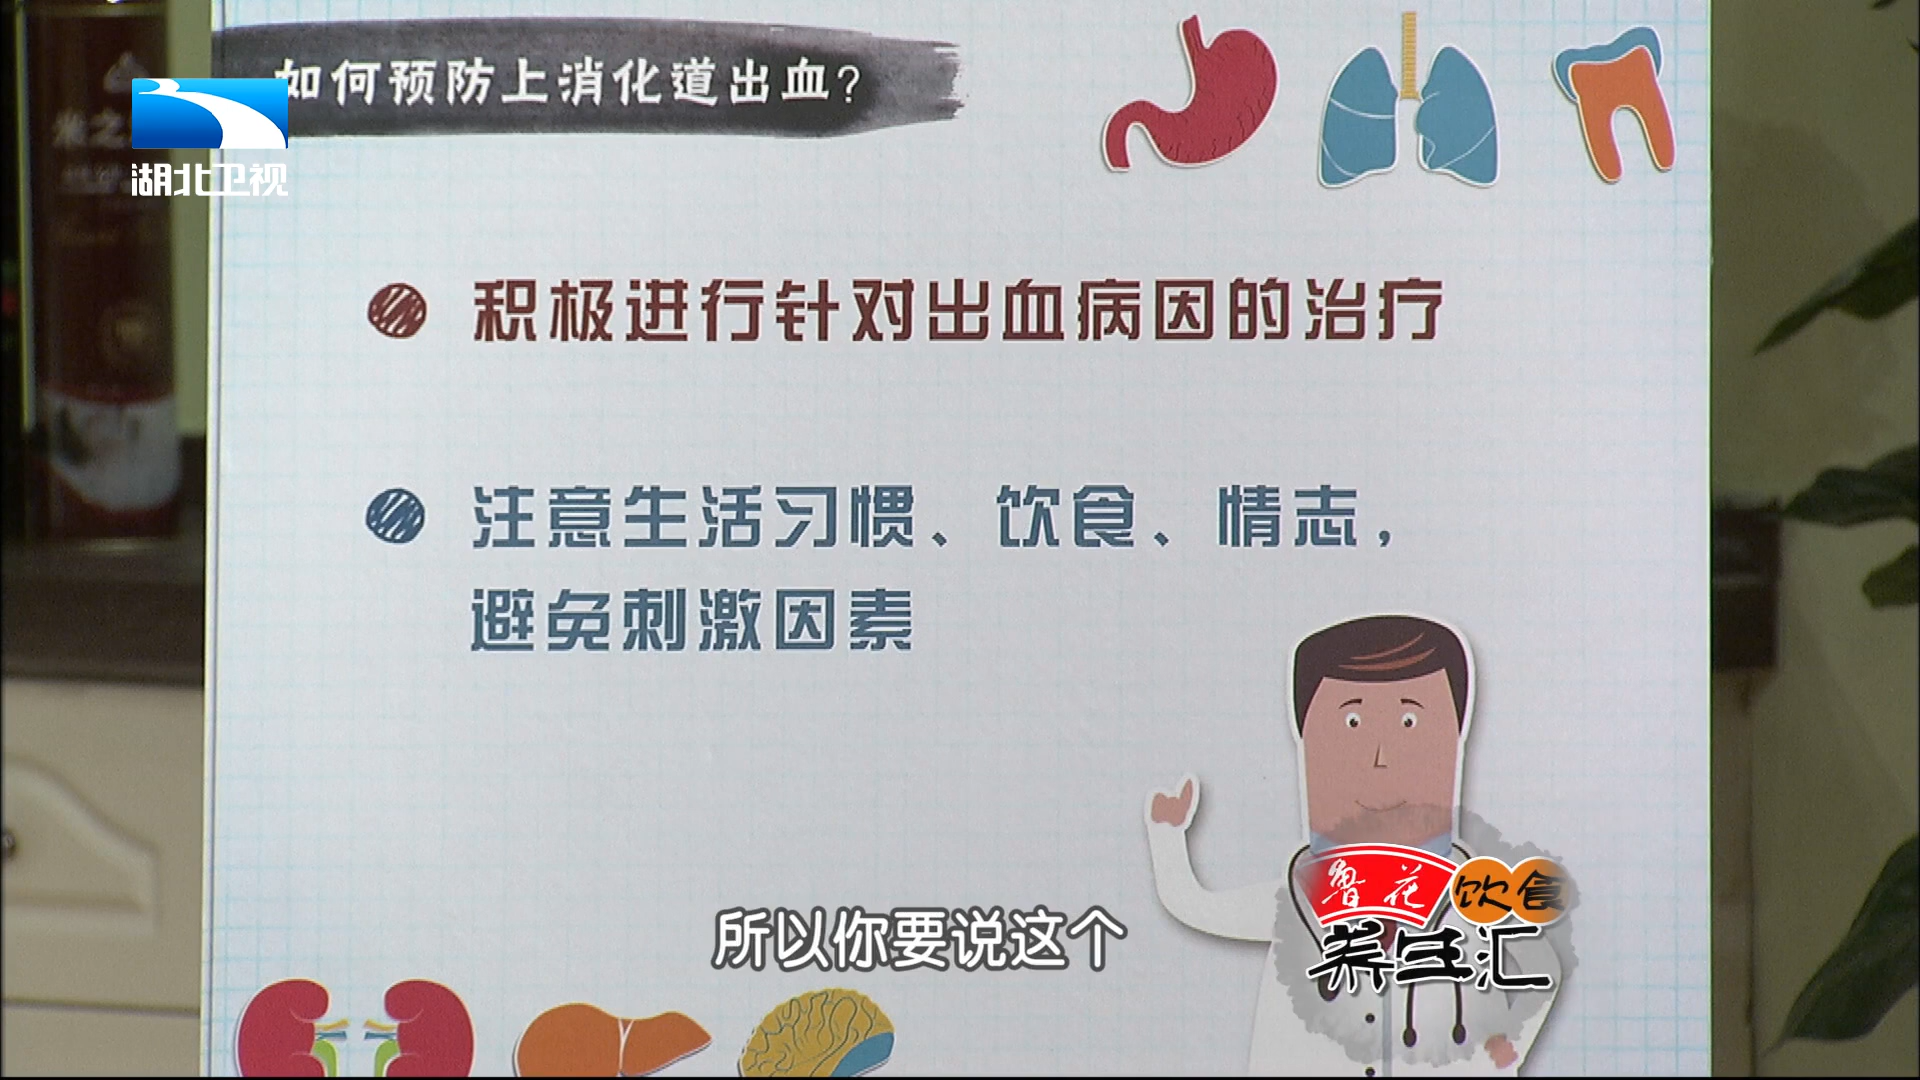 如何预防上消化道出血?
湖北卫视
积极进行针对出血病因的治疗
注意生活习惯、饮食、情志,
避免刺激因素
鲁花 饮食
养生汇
所以你要说这个